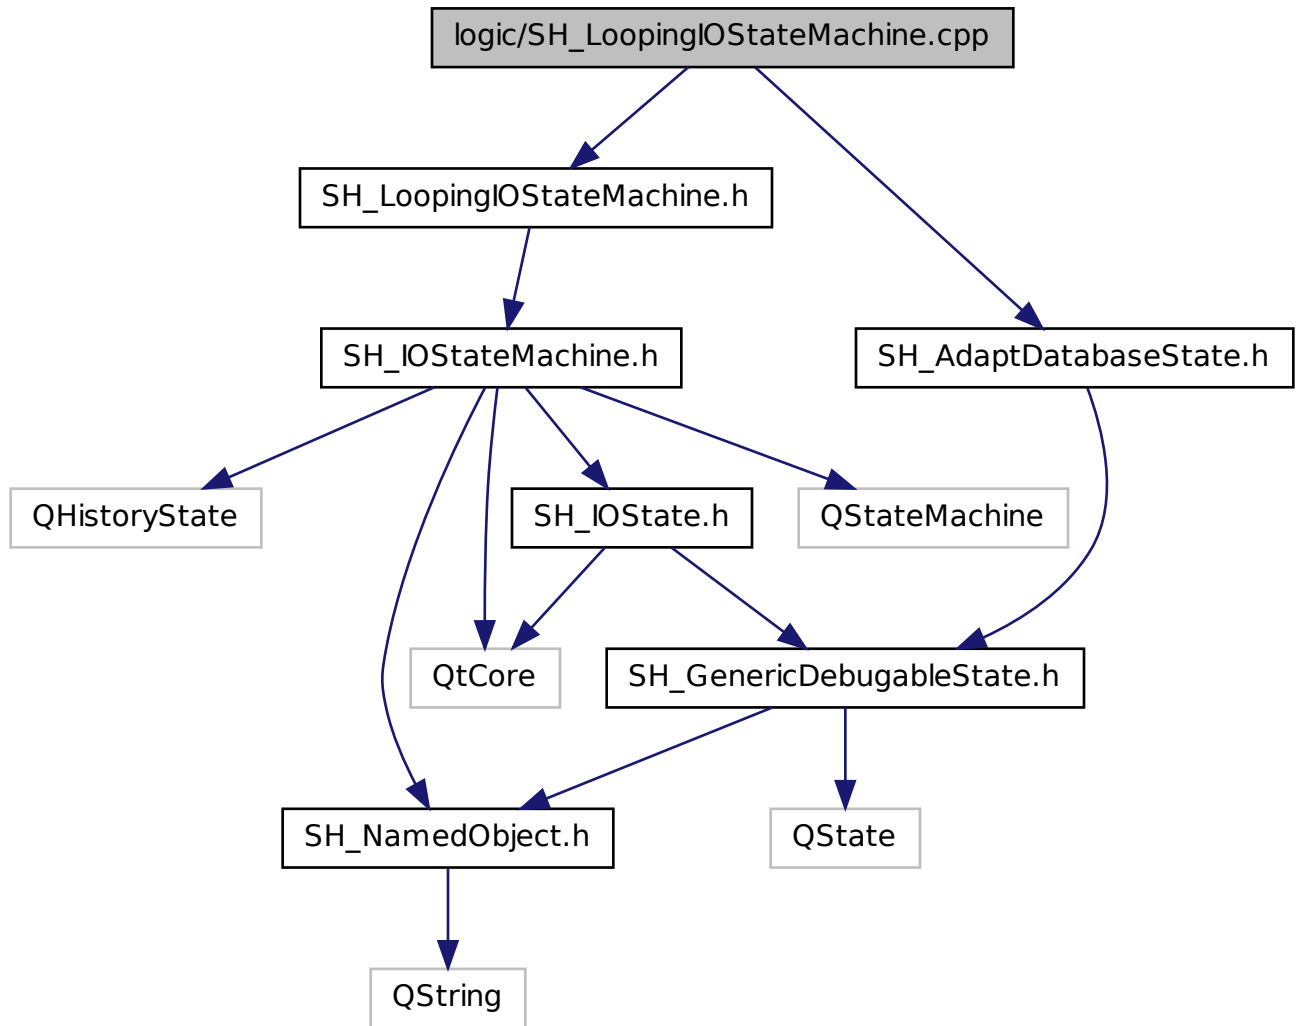 logic/SH_LoopingIOStateMachine.cpp
SH_LoopingIOStateMachine.h
SH_IOStateMachine.h
SH_AdaptDatabaseState.h
QHistoryState
SH_IOState.h
QStateMachine
QtCore
SH_GenericDebugableState.h
SH_NamedObject.h
QState
QString